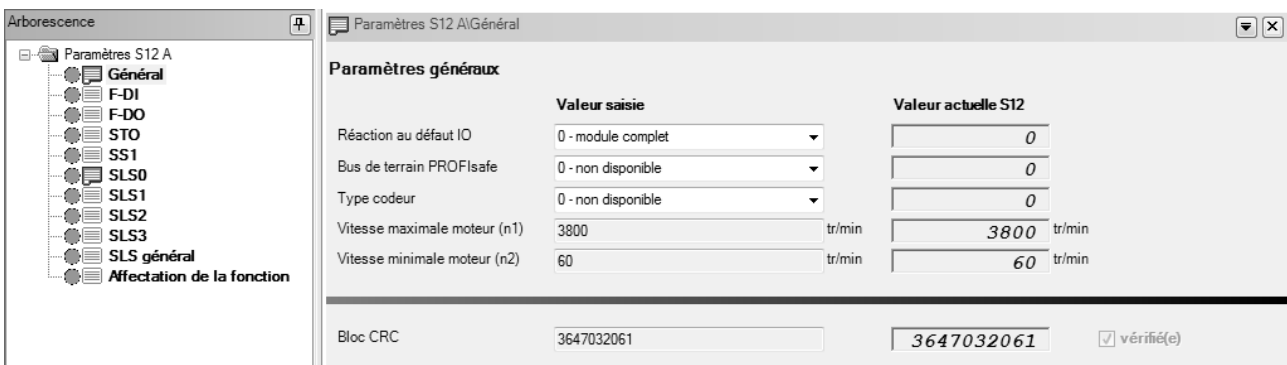 Arborescence
Paramètres S12 A
Général
F-DI
F-DO
STO
SS1
SLS0
SLS1
SLS2
SLS3
SLS général
Affectation de la fonction
Paramètres S12 A\Général
Paramètres généraux
Valeur saisie Valeur actuelle S12
Réaction au défaut IO 0 - module complet 0
Bus de terrain PROFIsafe 0 - non disponible 0
Type codeur 0 - non disponible 0
Vitesse maximale moteur (n1) 3800 tr/min 3800 tr/min
Vitesse minimale moteur (n2) 60 tr/min 60 tr/min
Bloc CRC 3647032061 3647032061 vérifié(e)